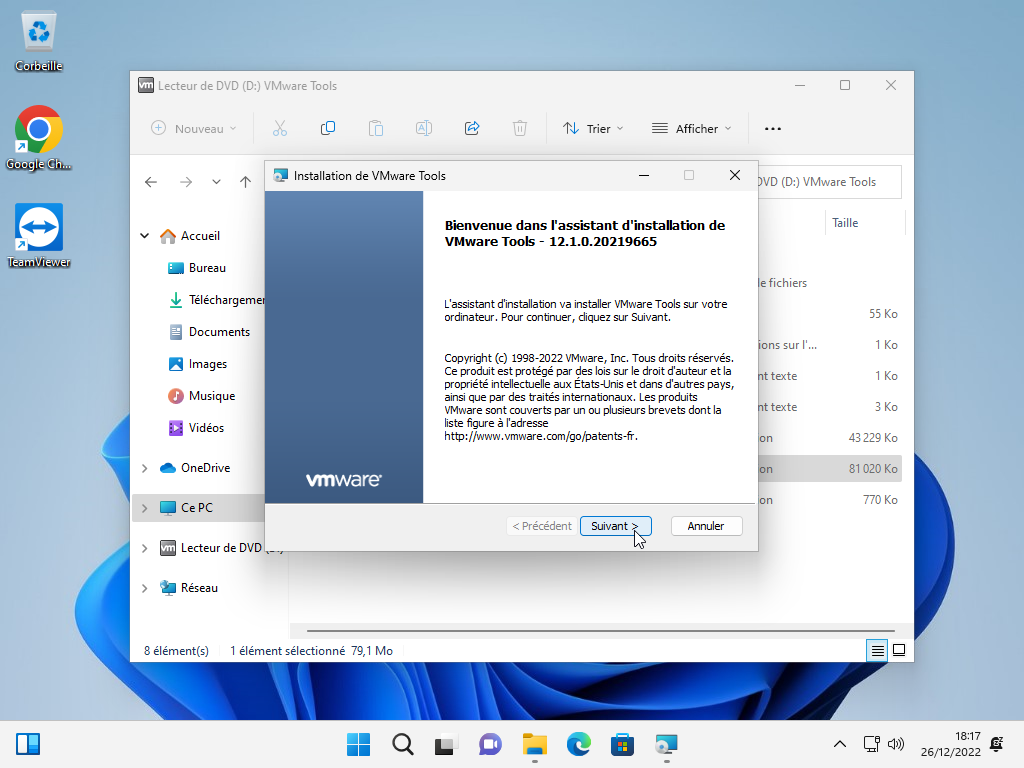 Corbeille
Google Ch...
TeamViewer
vm Lecteur de DVD (D:) VMware Tools
Nouveau
Trier
Afficher
Installation de VMware Tools
DVD (D:) VMware Tools
Taille
Accueil
Bureau
Téléchargemen
Documents
Images
Musique
Vidéos
OneDrive
Ce PC
vm Lecteur de DVD
Réseau
Bienvenue dans l'assistant d'installation de
VMware Tools - 12.1.0.20219665
L'assistant d'installation va installer VMware Tools sur votre
ordinateur. Pour continuer, cliquez sur Suivant.
Copyright (c) 1998-2022 VMware, Inc. Tous droits réservés.
Ce produit est protégé par des lois sur le droit d'auteur et la
propriété intellectuelle aux États-Unis et dans d'autres pays,
ainsi que par des traités internationaux. Les produits
VMware sont couverts par un ou plusieurs brevets dont la
liste figure à l'adresse
http://www.vmware.com/go/patents-fr.
vmware®
< Précédent
Suivant >
Annuler
le fichiers
55 Ko
ions sur l'... 1 Ko
nt texte 1 Ko
nt texte 3 Ko
on 43 229 Ko
on 81 020 Ko
on 770 Ko
8 élément(s) 1 élément sélectionné 79,1 Mo
18:17
26/12/2022